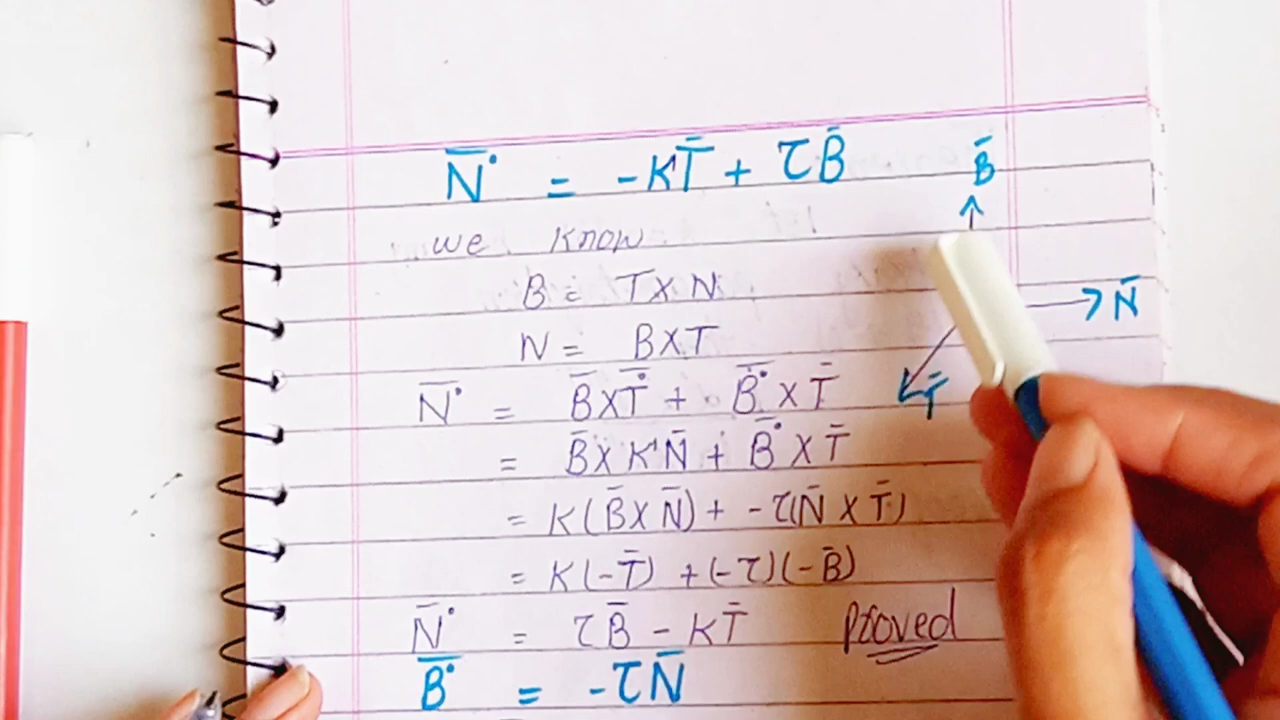 N̄˙ = -KT̄ + τB̄
B̄
we know
B = T×N
N̄
N = B×T
N̄˙ = B̄×T̄˙ + B̄˙×T̄
T̄
= B̄×KN̄ + B̄˙×T̄
= K(B̄×N̄) + -τ(N̄×T̄)
= K(-T̄) + (-τ)(-B̄)
N̄˙ = τB̄ - KT̄ Proved
B̄˙ = -τN̄